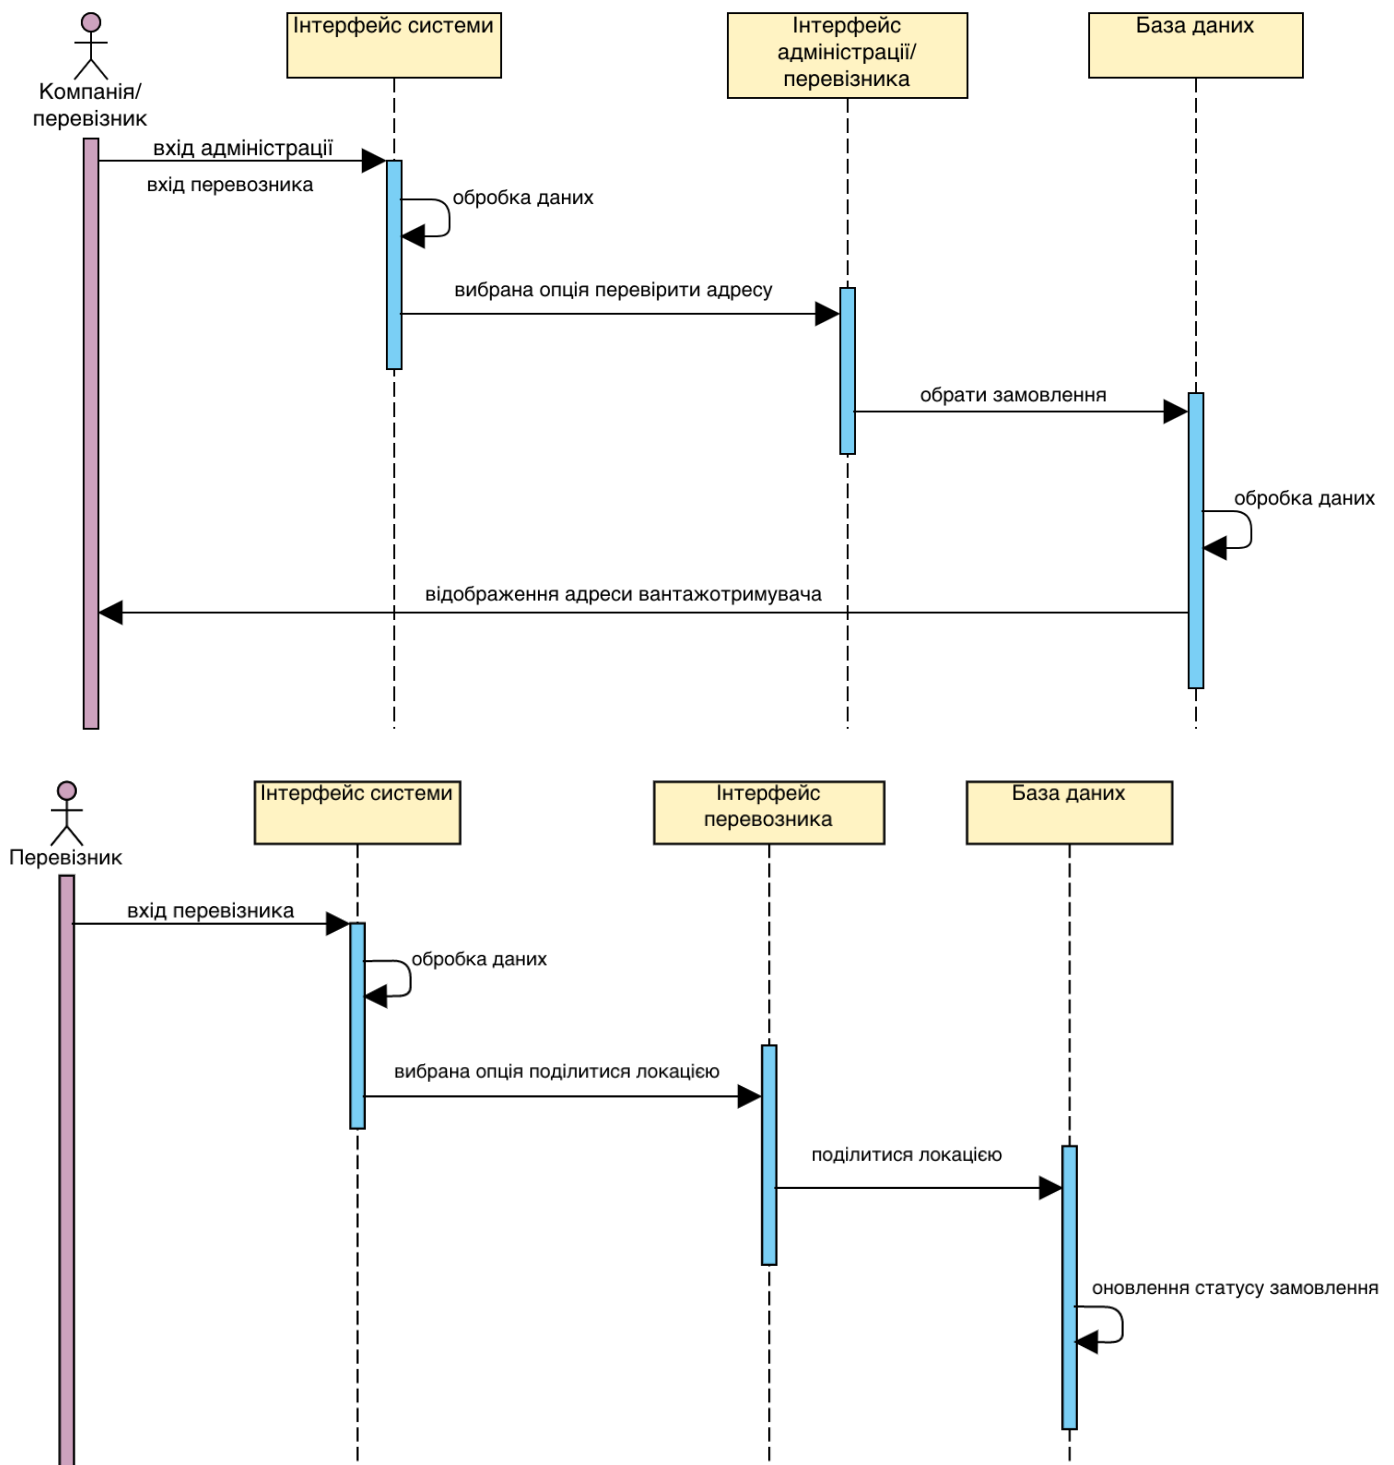 Інтерфейс системи
Інтерфейс
адміністрації/
перевізника
База даних
Компанія/
перевізник
вхід адміністрації
вхід перевозника
обробка даних
вибрана опція перевірити адресу
обрати замовлення
обробка даних
відображення адреси вантажотримувача
Інтерфейс системи
Інтерфейс
перевозника
База даних
Перевізник
вхід перевізника
обробка даних
вибрана опція поділитися локацією
поділитися локацією
оновлення статусу замовлення